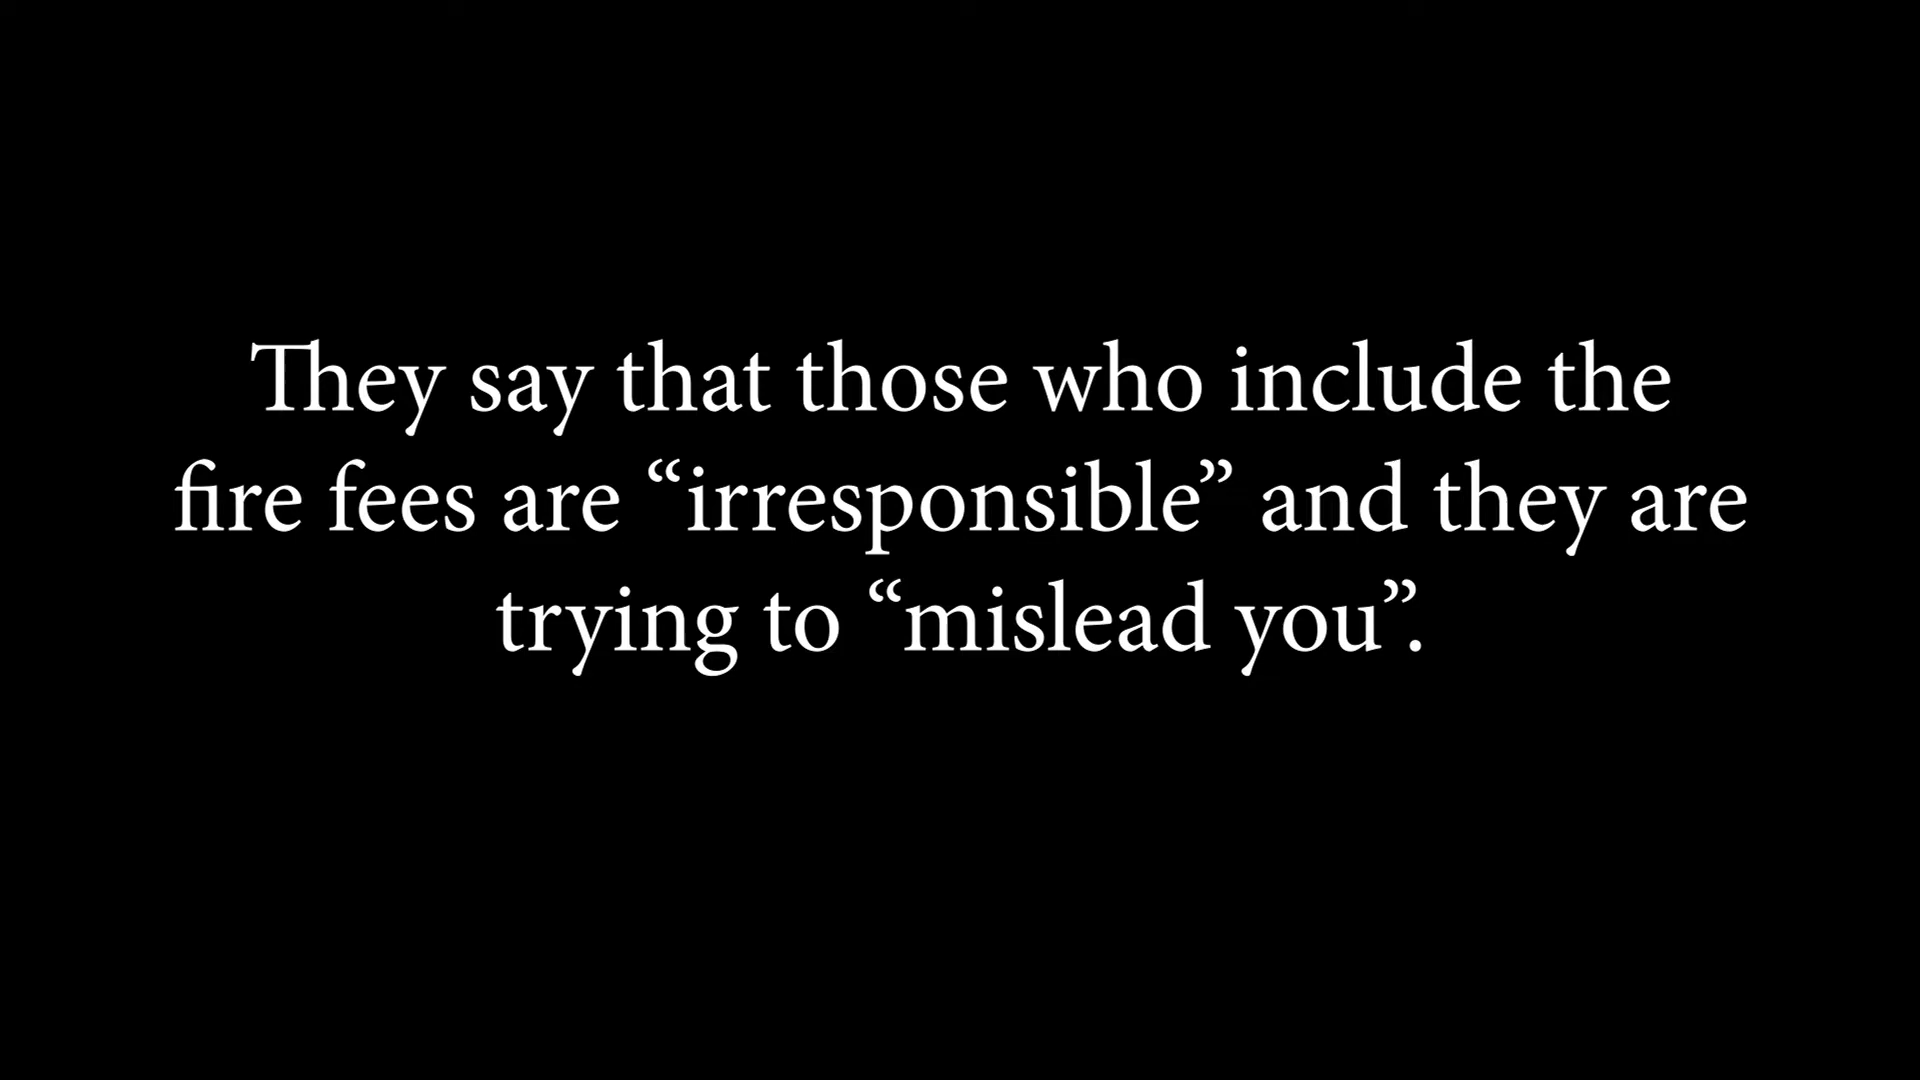 They say that those who include the
fire fees are “irresponsible” and they are
trying to “mislead you”.